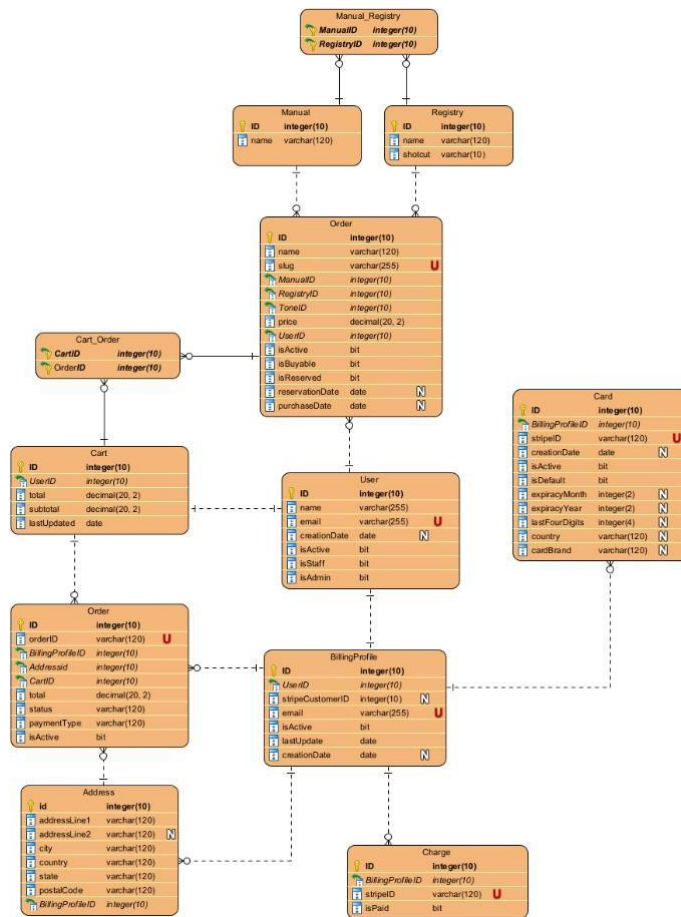 Manual_Registry
ManualID integer(10)
RegistryID integer(10)
Manual
ID integer(10)
name varchar(120)
Registry
ID integer(10)
name varchar(120)
shotcut varchar(10)
Order
ID integer(10)
name varchar(120)
slug varchar(255) U
ManualID integer(10)
RegistryID integer(10)
ToneID integer(10)
price decimal(20, 2)
UserID integer(10)
isActive bit
isBuyable bit
isReserved bit
reservationDate date N
purchaseDate date N
Cart_Order
CartID integer(10)
OrderID integer(10)
Card
ID integer(10)
BillingProfileID integer(10)
stripeID varchar(120) U
creationDate date N
isActive bit
isDefault bit
expiracyMonth integer(2) N
expiracyYear integer(2) N
lastFourDigits integer(4) N
country varchar(120) N
cardBrand varchar(120) N
Cart
ID integer(10)
UserID integer(10)
total decimal(20, 2)
subtotal decimal(20, 2)
lastUpdated date
User
ID integer(10)
name varchar(255)
email varchar(255) U
creationDate date N
isActive bit
isStaff bit
isAdmin bit
Order
ID integer(10)
orderID varchar(120) U
BillingProfileID integer(10)
Addressid integer(10)
CartID integer(10)
total decimal(20, 2)
status varchar(120)
paymentType varchar(120)
isActive bit
BillingProfile
ID integer(10)
UserID integer(10)
stripeCustomerID integer(10) N
email varchar(255) U
isActive bit
lastUpdate date
creationDate date N
Address
id integer(10)
addressLine1 varchar(120)
addressLine2 varchar(120) N
city varchar(120)
country varchar(120)
state varchar(120)
postalCode varchar(120)
BillingProfileID integer(10)
Charge
ID integer(10)
BillingProfileID integer(10)
stripeID varchar(120) U
isPaid bit